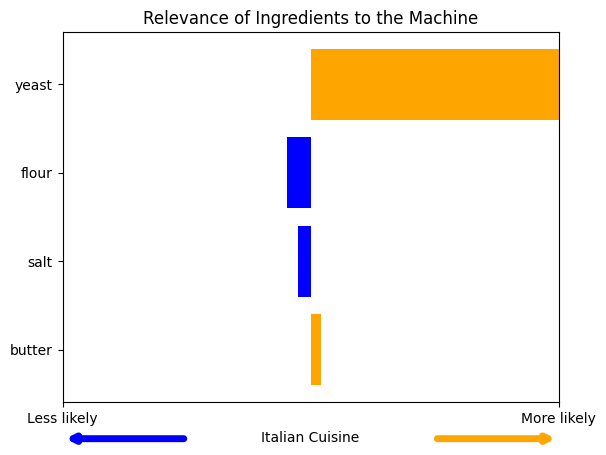 Relevance of Ingredients to the Machine
yeast
flour
salt
butter
Less likely
More likely
Italian Cuisine